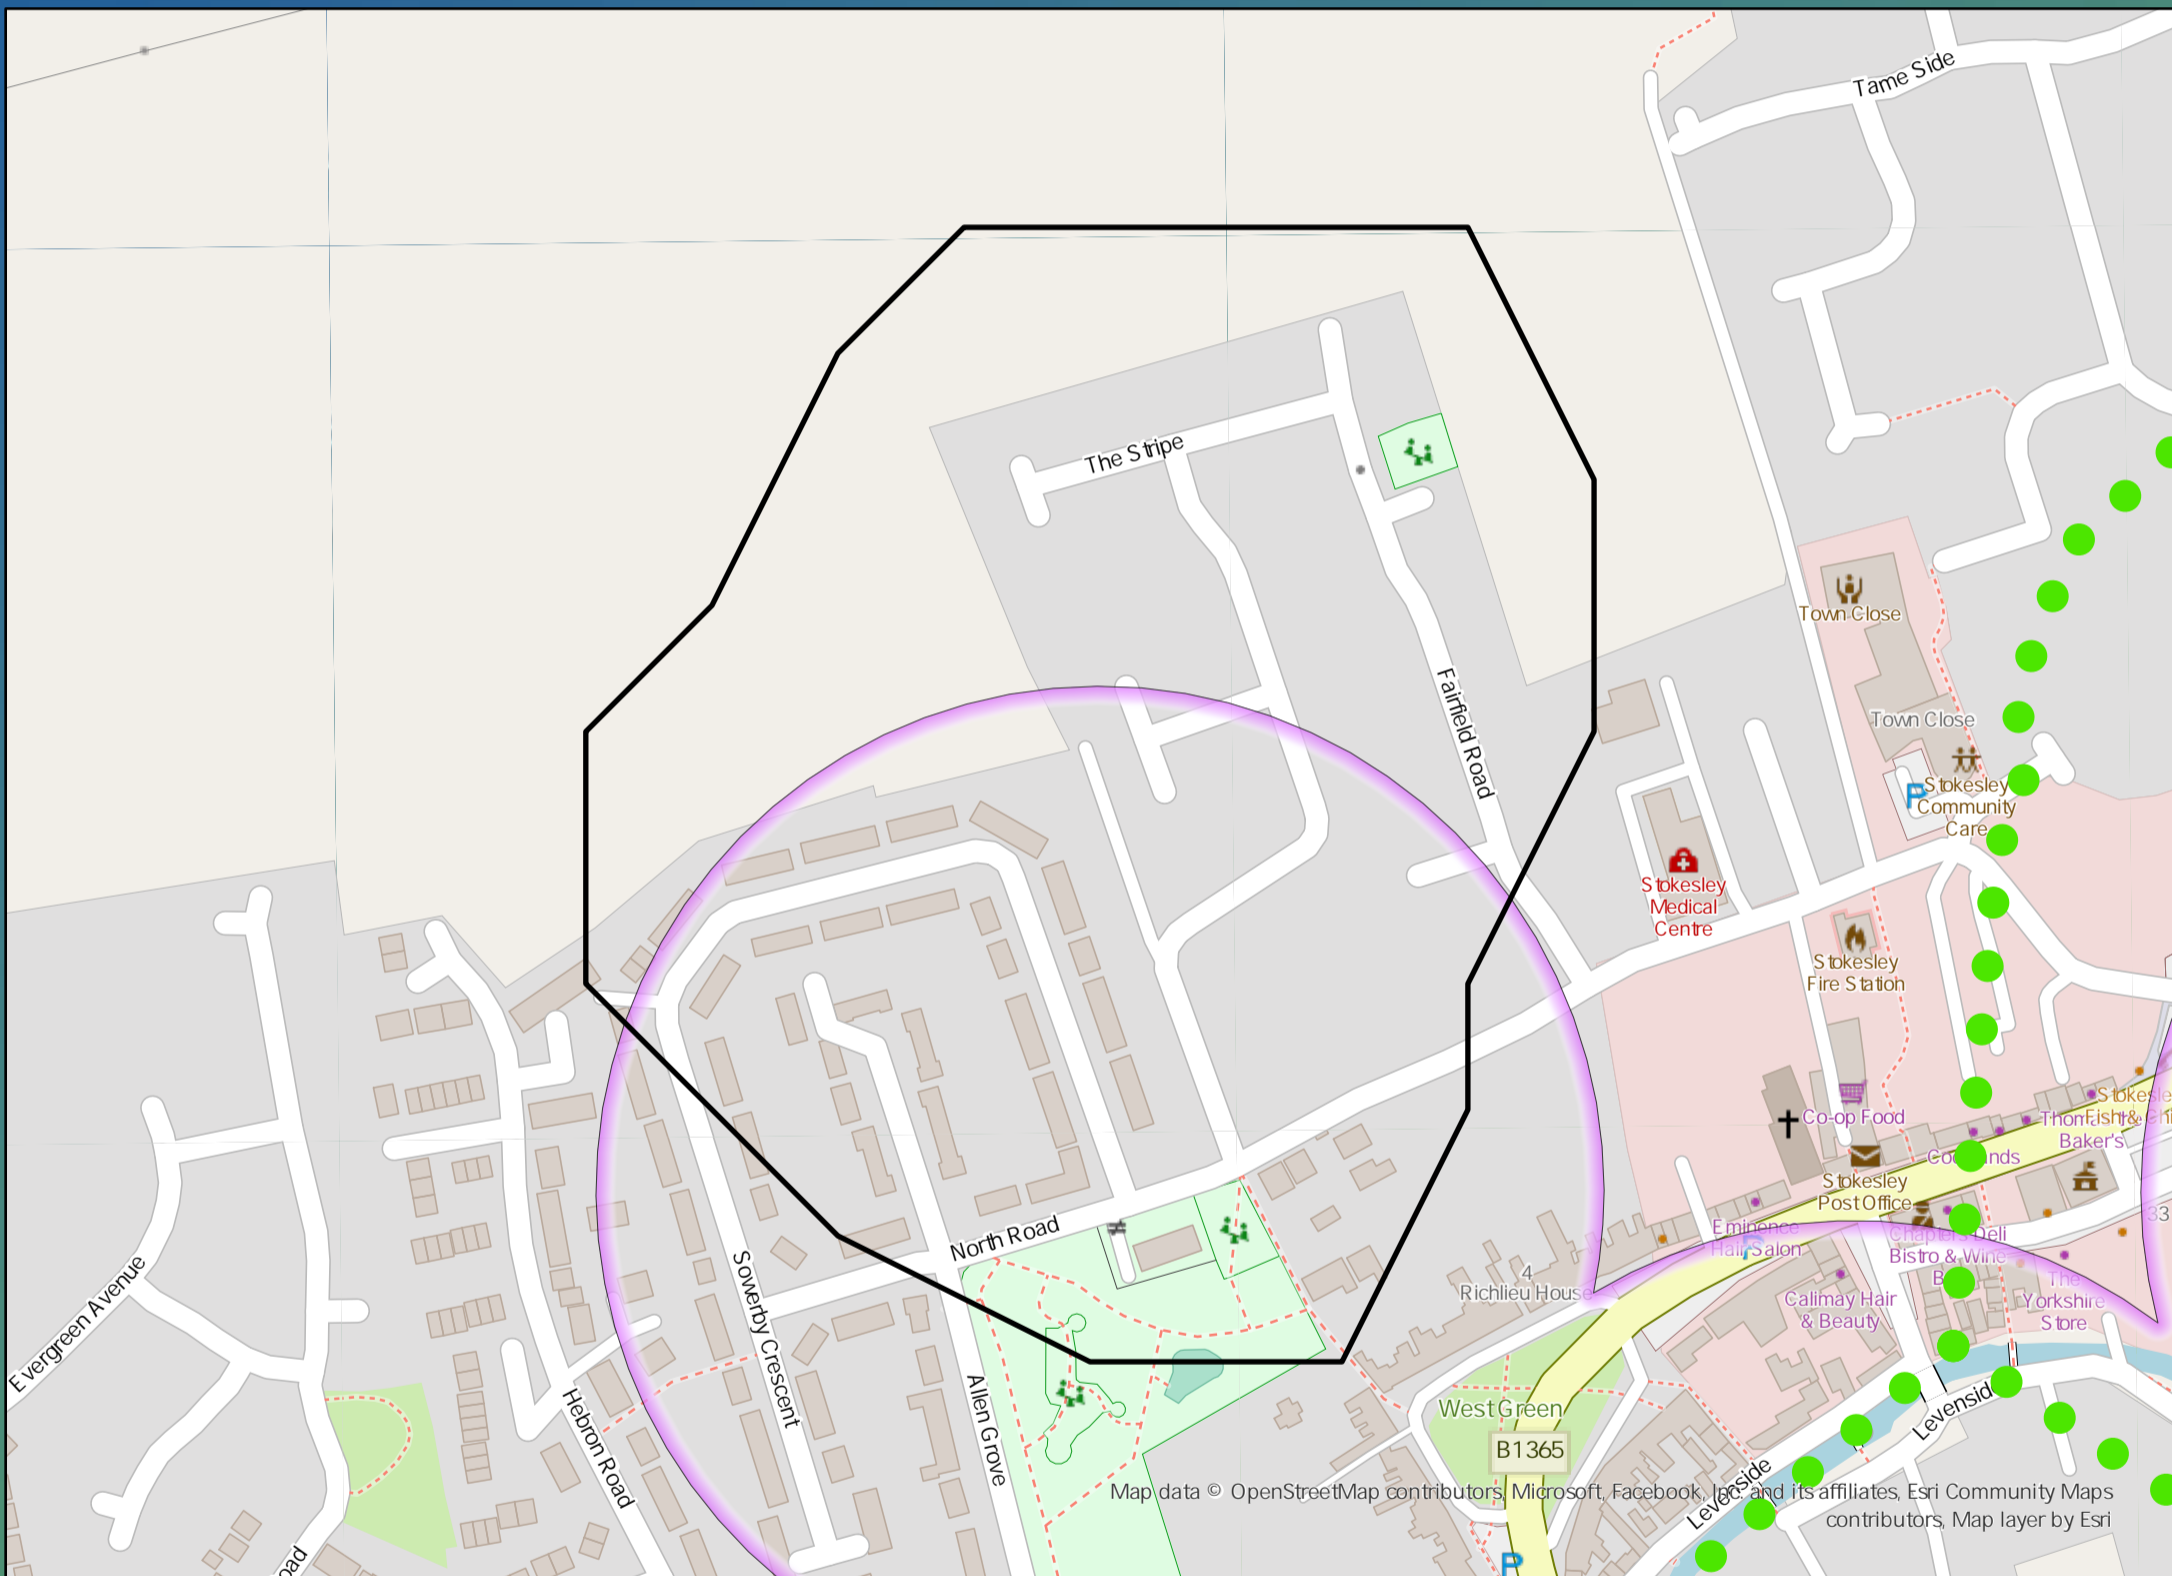 Tame Side
The Stripe
Town Close
Fairfield Road
Town Close
P
Stokesley
Community
Care
Stokesley
Medical
Centre
Stokesley
Fire Station
Co-op Food
Baker's
Stokesley
Post Office
33
North Road
Eminence
Hair Salon
Bistro & Wine
4
Richlieu House
Sowerby Crescent
Evergreen Avenue
Calimay Hair
& Beauty
The
Yorkshire
Store
Allen Grove
Hebron Road
West Green
B1365
Levenside
Levenside
Map data © OpenStreetMap contributors, Microsoft, Facebook, Inc. and its affiliates, Esri Community Maps
contributors, Map layer by Esri
oad
P